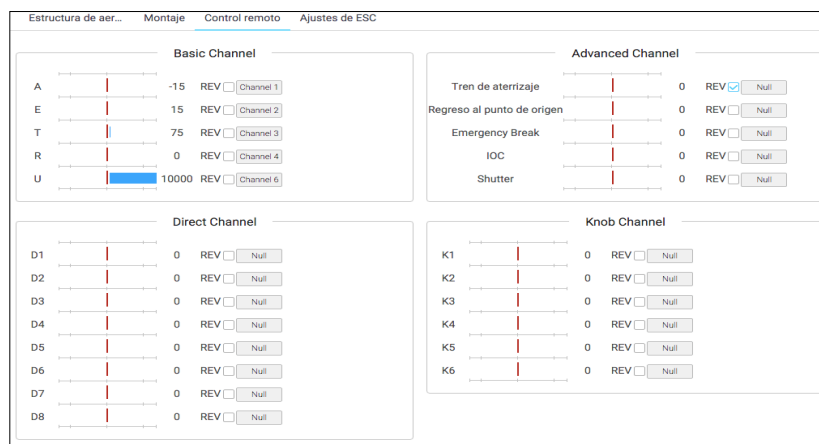 Estructura de aer... Montaje Control remoto Ajustes de ESC
Basic Channel
A -15 REV Channel 1
E 15 REV Channel 2
T 75 REV Channel 3
R 0 REV Channel 4
U 10000 REV Channel 6
Advanced Channel
Tren de aterrizaje 0 REV Null
Regreso al punto de origen 0 REV Null
Emergency Break 0 REV Null
IOC 0 REV Null
Shutter 0 REV Null
Direct Channel
D1 0 REV Null
D2 0 REV Null
D3 0 REV Null
D4 0 REV Null
D5 0 REV Null
D6 0 REV Null
D7 0 REV Null
D8 0 REV Null
Knob Channel
K1 0 REV Null
K2 0 REV Null
K3 0 REV Null
K4 0 REV Null
K5 0 REV Null
K6 0 REV Null